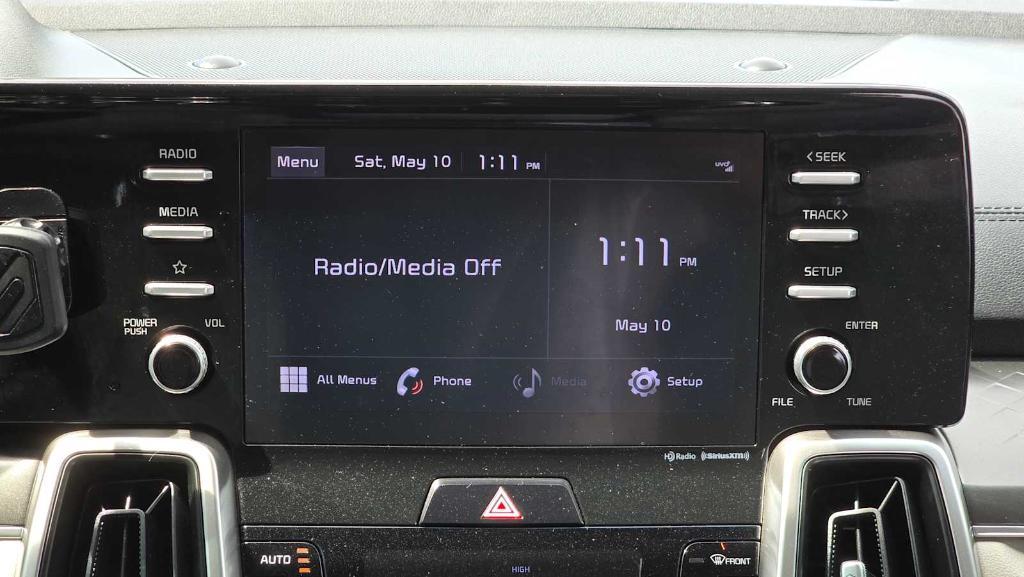 RADIO
MEDIA
POWER
PUSH
VOL
Menu
Sat, May 10
1:11 PM
UVO
Radio/Media Off
1:11 PM
May 10
All Menus
Phone
Media
Setup
<SEEK
TRACK>
SETUP
ENTER
FILE
TUNE
HD Radio
((SiriusXM))
AUTO
HIGH
FRONT